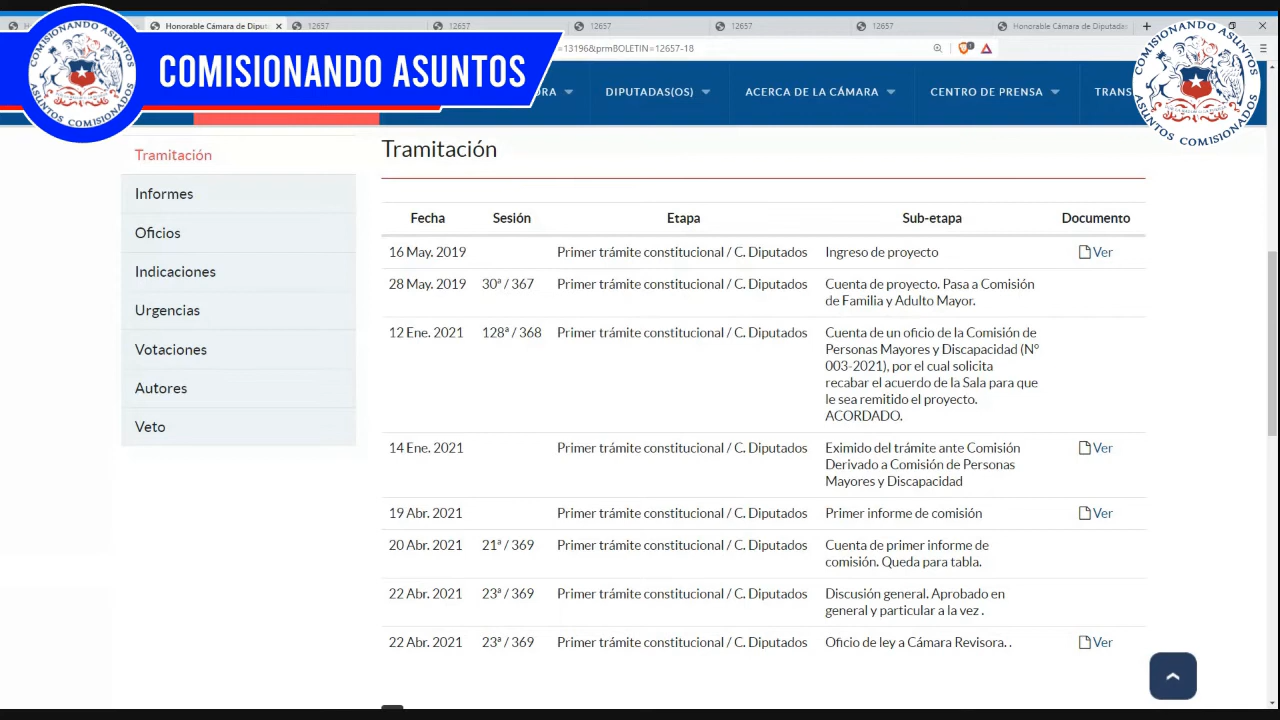 Honorable Cámara de Diput
12657
12657
12657
12657
12657
Honorable Cámara de Diputadas
COMISIONANDO ASUNTOS
ASUNTOS COMISIONADOS
COMISIONANDO ASUNTOS
=13196&prmBOLETIN=12657-18
COMISIONANDO ASUNTOS
ASUNTOS COMISIONADOS
ORA
DIPUTADAS(OS)
ACERCA DE LA CÁMARA
CENTRO DE PRENSA
TRANS
Tramitación
Informes
Oficios
Indicaciones
Urgencias
Votaciones
Autores
Veto
Tramitación
Fecha Sesión Etapa Sub-etapa Documento
16 May. 2019 Primer trámite constitucional / C. Diputados Ingreso de proyecto Ver
28 May. 2019 30ª / 367 Primer trámite constitucional / C. Diputados Cuenta de proyecto. Pasa a Comisión
de Familia y Adulto Mayor.
12 Ene. 2021 128ª / 368 Primer trámite constitucional / C. Diputados Cuenta de un oficio de la Comisión de
Personas Mayores y Discapacidad (N°
003-2021), por el cual solicita
recabar el acuerdo de la Sala para que
le sea remitido el proyecto.
ACORDADO.
14 Ene. 2021 Primer trámite constitucional / C. Diputados Eximido del trámite ante Comisión Ver
Derivado a Comisión de Personas
Mayores y Discapacidad
19 Abr. 2021 Primer trámite constitucional / C. Diputados Primer informe de comisión Ver
20 Abr. 2021 21ª / 369 Primer trámite constitucional / C. Diputados Cuenta de primer informe de
comisión. Queda para tabla.
22 Abr. 2021 23ª / 369 Primer trámite constitucional / C. Diputados Discusión general. Aprobado en
general y particular a la vez .
22 Abr. 2021 23ª / 369 Primer trámite constitucional / C. Diputados Oficio de ley a Cámara Revisora. . Ver